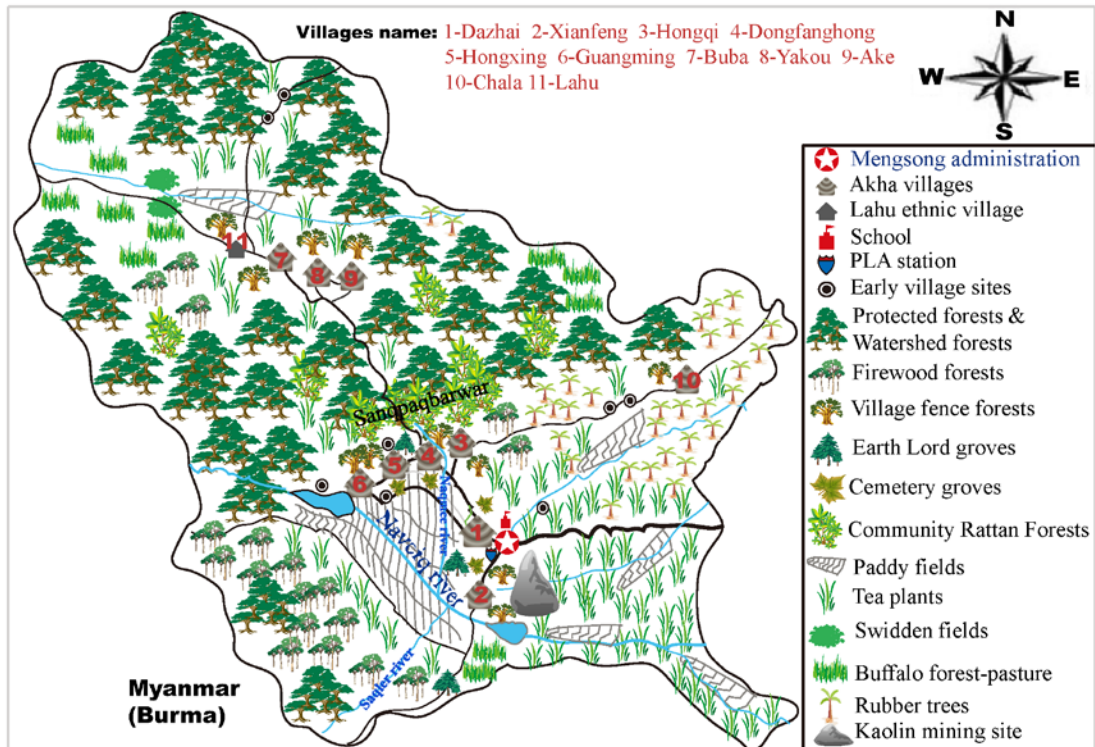 Villages name: 1-Dazhai 2-Xianfeng 3-Hongqi 4-Dongfanghong
5-Hongxing 6-Guangming 7-Buba 8-Yakou 9-Ake
10-Chala 11-Lahu
N
W E
S
Mengsong administration
Akha villages
Lahu ethnic village
School
PLA station
Early village sites
Protected forests &
Watershed forests
Firewood forests
Village fence forests
Earth Lord groves
Cemetery groves
Community Rattan Forests
Paddy fields
Tea plants
Swidden fields
Buffalo forest-pasture
Rubber trees
Kaolin mining site
11
7
8
9
10
Sanqpaqbarwar
3
4
5
6
1
2
river
river
Saqier river
Myanmar
(Burma)